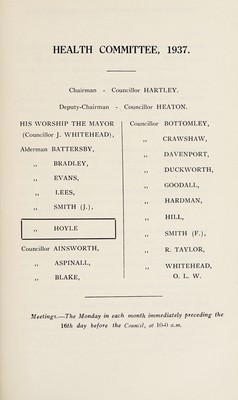 HEALTH COMMITTEE, 1937.
Chairman - Councillor HARTLEY.
Deputy-Chairman - Councillor HEATON.
HIS WORSHIP THE MAYOR
(Councillor J. WHITEHEAD),
Alderman BATTERSBY,
,, BRADLEY,
,, EVANS,
,, LEES,
,, SMITH (J.),
,, HOYLE
Councillor AINSWORTH,
,, ASPINALL,
,, BLAKE,
Councillor BOTTOMLEY,
,, CRAWSHAW,
,, DAVENPORT,
,, DUCKWORTH,
,, GOODALL,
,, HARDMAN,
,, HILL,
,, SMITH (F.),
,, R. TAYLOR,
,, WHITEHEAD,
O. L. W.
Meetings.—The Monday in each month immediately preceding the
16th day before the Council, at 10-0 a.m.